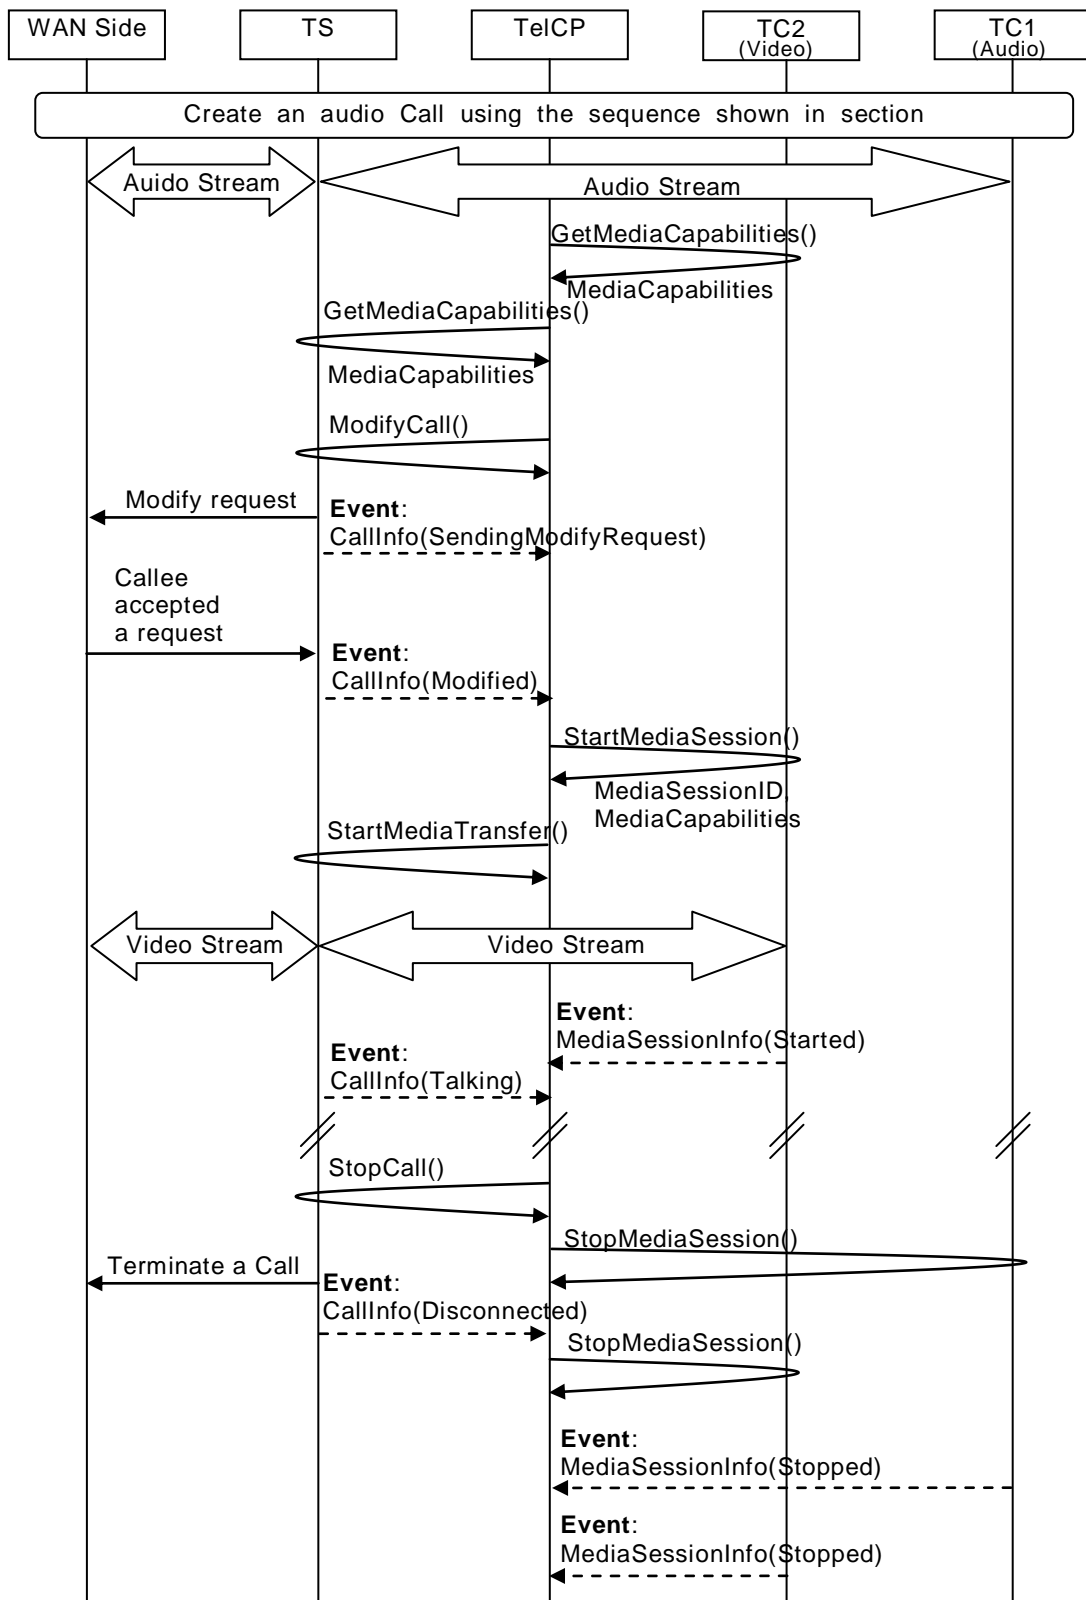 WAN Side
TS
TelCP
TC2
(Video)
TC1
(Audio)
Create an audio Call using the sequence shown in section
Auido Stream
Audio Stream
GetMediaCapabilities()
MediaCapabilities
GetMediaCapabilities()
MediaCapabilities
ModifyCall()
Modify request
Event:
CallInfo(SendingModifyRequest)
Callee
accepted
a request
Event:
CallInfo(Modified)
StartMediaSession()
MediaSessionID,
MediaCapabilities
StartMediaTransfer()
Video Stream
Video Stream
Event:
MediaSessionInfo(Started)
Event:
CallInfo(Talking)
StopCall()
StopMediaSession()
Terminate a Call
Event:
CallInfo(Disconnected)
StopMediaSession()
Event:
MediaSessionInfo(Stopped)
Event:
MediaSessionInfo(Stopped)